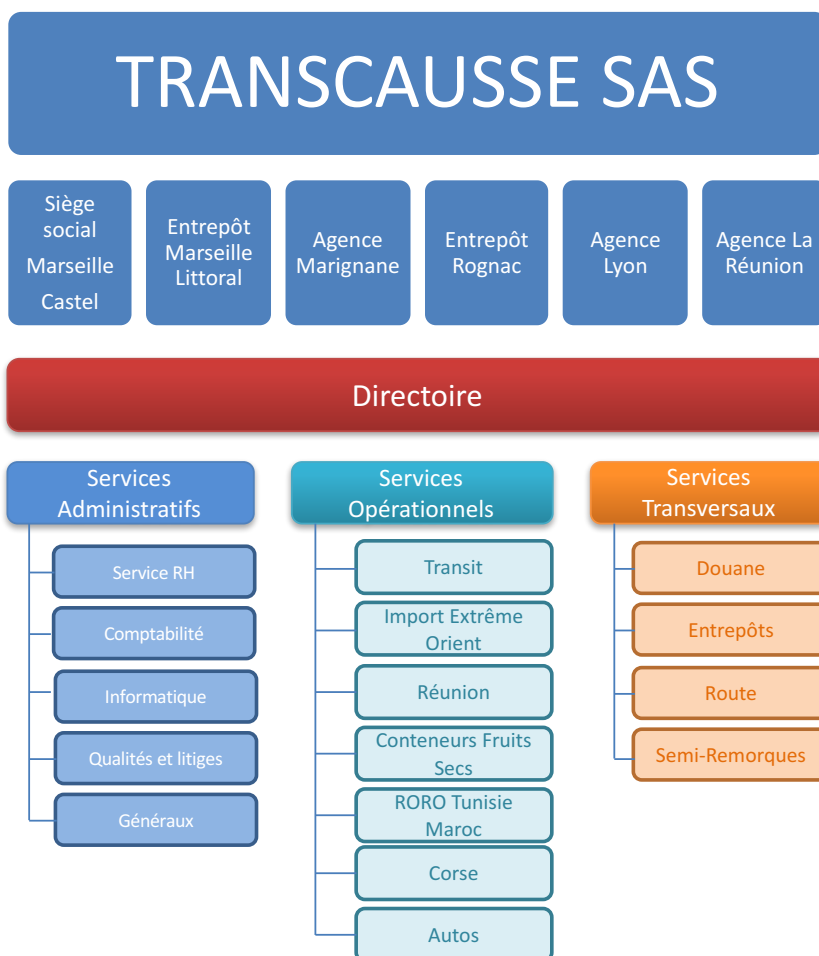 TRANSCAUSSE SAS
Siège
social
Marseille
Castel
Entrepôt
Marseille
Littoral
Agence
Marignane
Entrepôt
Rognac
Agence
Lyon
Agence La
Réunion
Directoire
Services
Administratifs
Service RH
Comptabilité
Informatique
Qualités et litiges
Généraux
Services
Opérationnels
Transit
Import Extrême
Orient
Réunion
Conteneurs Fruits
Secs
RORO Tunisie
Maroc
Corse
Autos
Services
Transversaux
Douane
Entrepôts
Route
Semi-Remorques